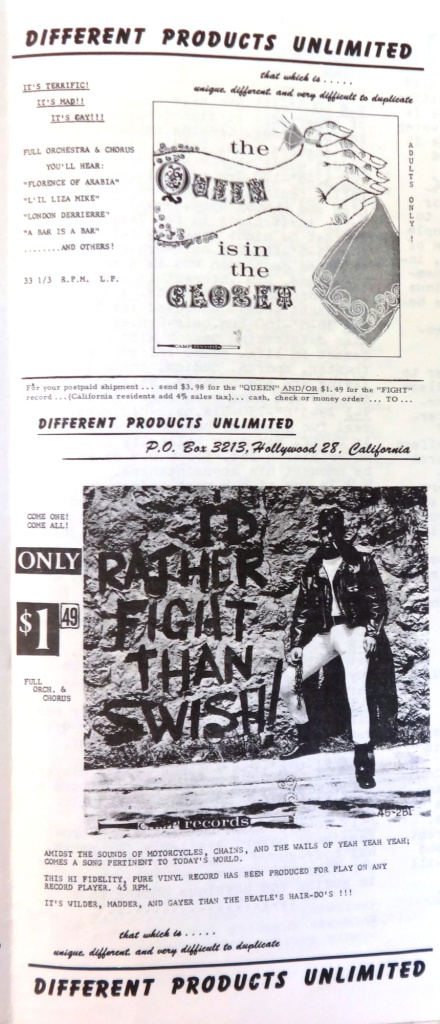 DIFFERENT PRODUCTS UNLIMITED
that which is .....
unique, different, and very difficult to duplicate
IT'S TERRIFIC!
IT'S MAD!!
IT'S GAY!!!
FULL ORCHESTRA & CHORUS
YOU'LL HEAR:
"FLORENCE OF ARABIA"
"L'IL LIZA MIKE"
"LONDON DERRIERRE"
"A BAR IS A BAR"
........AND OTHERS!
33 1/3 R.P.M. L.P.
the
QUEEN
is in
the
CLOSET
CAMP records
ADULTS ONLY!
For your postpaid shipment ... send $3.98 for the "QUEEN" AND/OR $1.49 for the "FIGHT"
record ...(California residents add 4% sales tax)... cash, check or money order ... TO ...
DIFFERENT PRODUCTS UNLIMITED
P.O. Box 3213, Hollywood 28, California
COME ONE!
COME ALL!
ONLY
$1 49
FULL
ORCH. &
CHORUS
I'D
RATHER
FIGHT
THAN
SWISH!
CAMP records
45-2BI
AMIDST THE SOUNDS OF MOTORCYCLES, CHAINS, AND THE WAILS OF YEAH YEAH YEAH;
COMES A SONG PERTINENT TO TODAY'S WORLD.
THIS HI FIDELITY, PURE VINYL RECORD HAS BEEN PRODUCED FOR PLAY ON ANY
RECORD PLAYER. 45 RPM.
IT'S WILDER, MADDER, AND GAYER THAN THE BEATLE'S HAIR-DO'S !!!
that which is .....
unique, different, and very difficult to duplicate
DIFFERENT PRODUCTS UNLIMITED